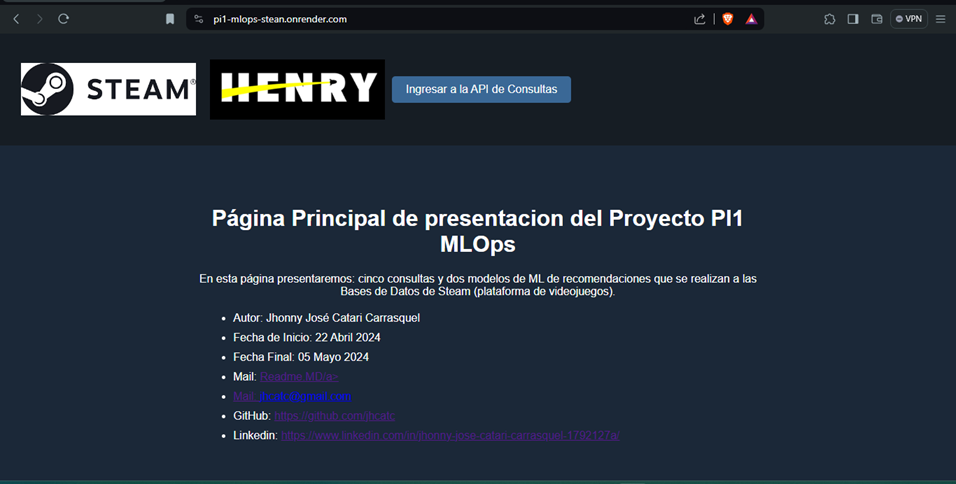 pi1-mlops-stean.onrender.com
VPN
STEAM®
HENRY
Ingresar a la API de Consultas
Página Principal de presentacion del Proyecto PI1
MLOps
En esta página presentaremos: cinco consultas y dos modelos de ML de recomendaciones que se realizan a las
Bases de Datos de Steam (plataforma de videojuegos).
Autor: Jhonny José Catari Carrasquel
Fecha de Inicio: 22 Abril 2024
Fecha Final: 05 Mayo 2024
Mail: Readme MD/a>
Mail
GitHub: https://github.com/jhcatc
Linkedin: https://www.linkedin.com/in/jhonny-jose-catari-carrasquel-1792127a/